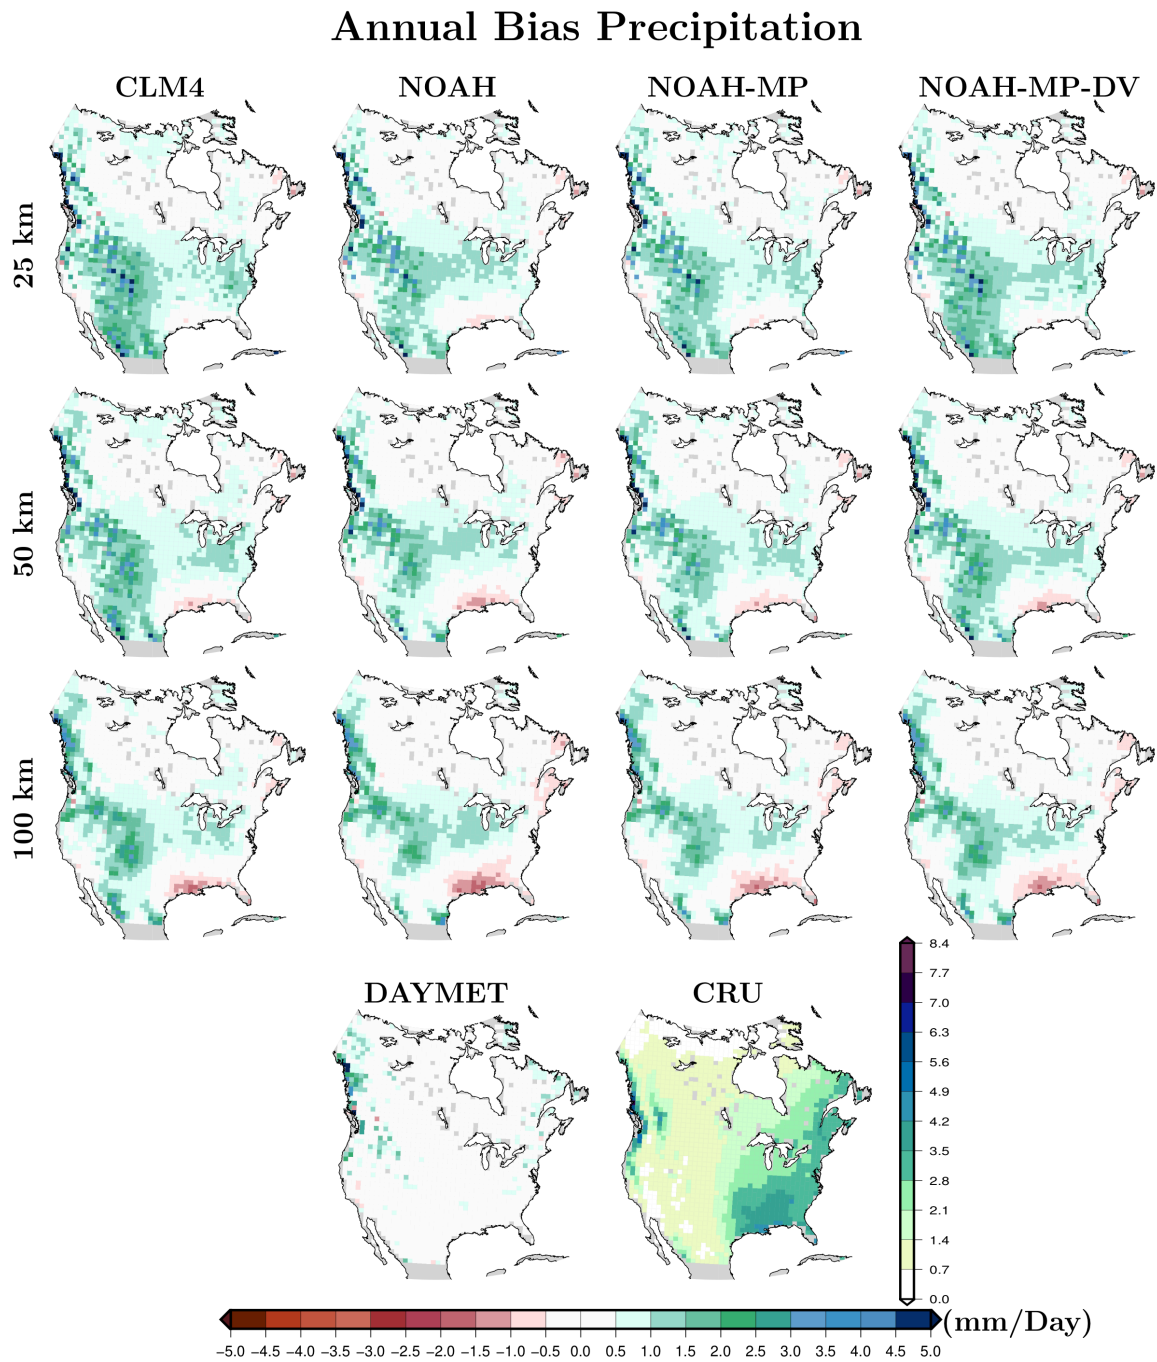 Annual Bias Precipitation
CLM4 NOAH NOAH-MP NOAH-MP-DV
25 km
50 km
100 km
DAYMET CRU
8.4
7.7
7.0
6.3
5.6
4.9
4.2
3.5
2.8
2.1
1.4
0.7
0.0
(mm/Day)
−5.0 −4.5 −4.0 −3.5 −3.0 −2.5 −2.0 −1.5 −1.0 −0.5 0.0 0.5 1.0 1.5 2.0 2.5 3.0 3.5 4.0 4.5 5.0